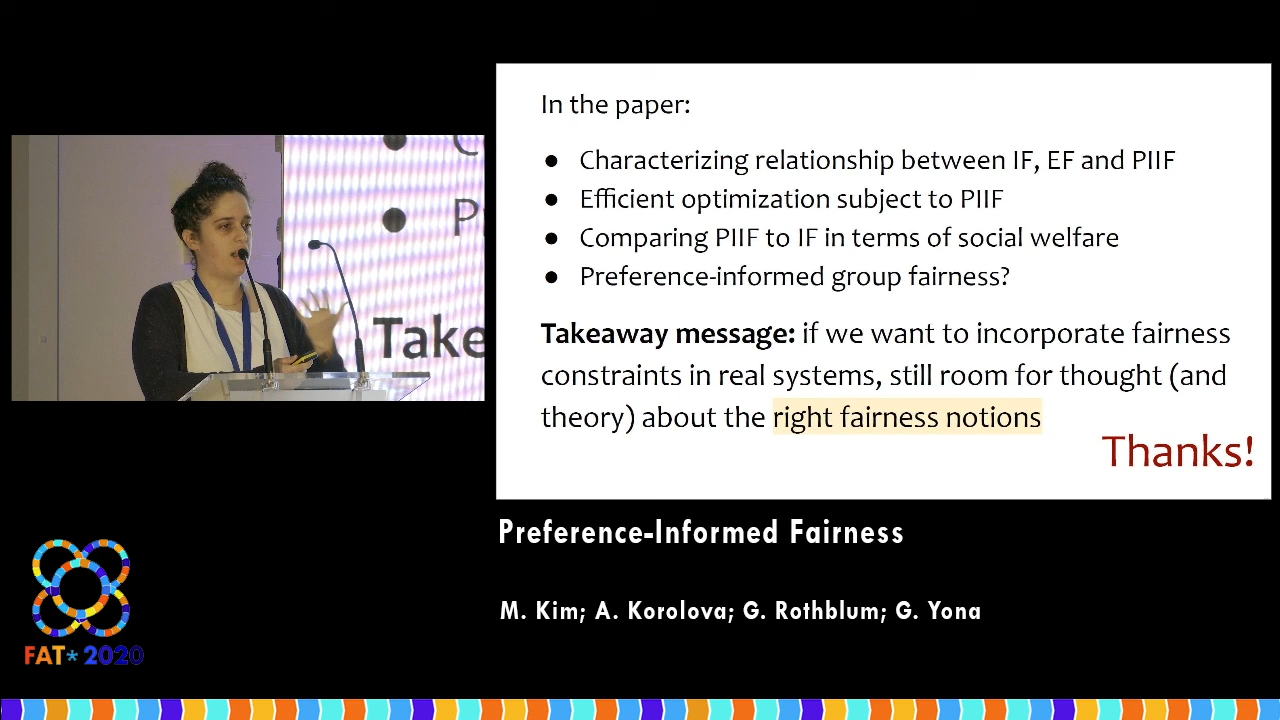 In the paper:
● Characterizing relationship between IF, EF and PIIF
● Efficient optimization subject to PIIF
● Comparing PIIF to IF in terms of social welfare
● Preference-informed group fairness?
Takeaway message: if we want to incorporate fairness
constraints in real systems, still room for thought (and
theory) about the right fairness notions
Thanks!
Take
Preference-Informed Fairness
M. Kim; A. Korolova; G. Rothblum; G. Yona
FAT* 2020